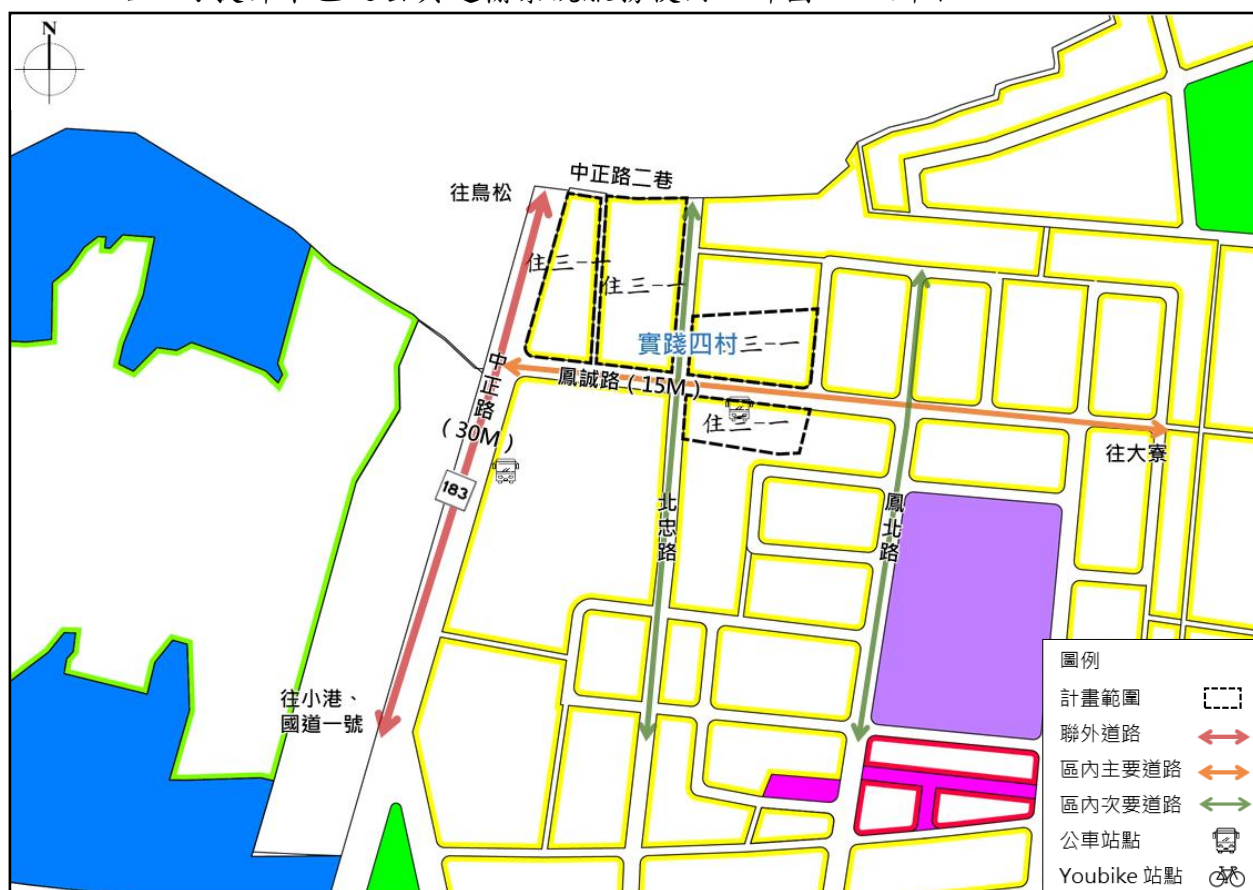 N
中正路二巷
往鳥松
住三-一
住三-一
實踐四村三-一
鳳誠路(15M)
中正路
(30M)
住三-一
往大寮
183
北忠路
鳳北路
往小港、
國道一號
圖例
計畫範圍
聯外道路
區內主要道路
區內次要道路
公車站點
Youbike 站點